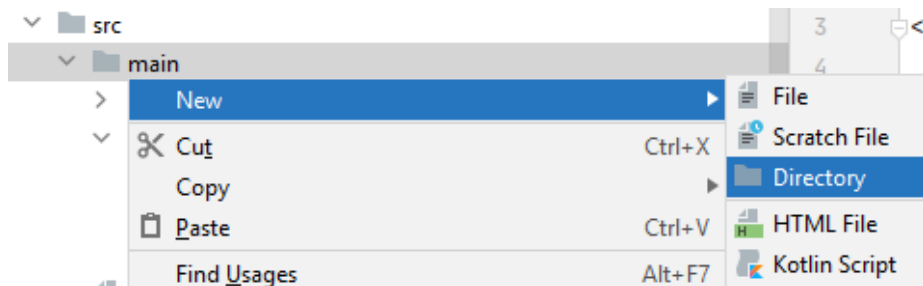 src
3
main
4
New
File
Cut Ctrl+X
Scratch File
Copy
Directory
Paste Ctrl+V
HTML File
Find Usages Alt+F7
Kotlin Script